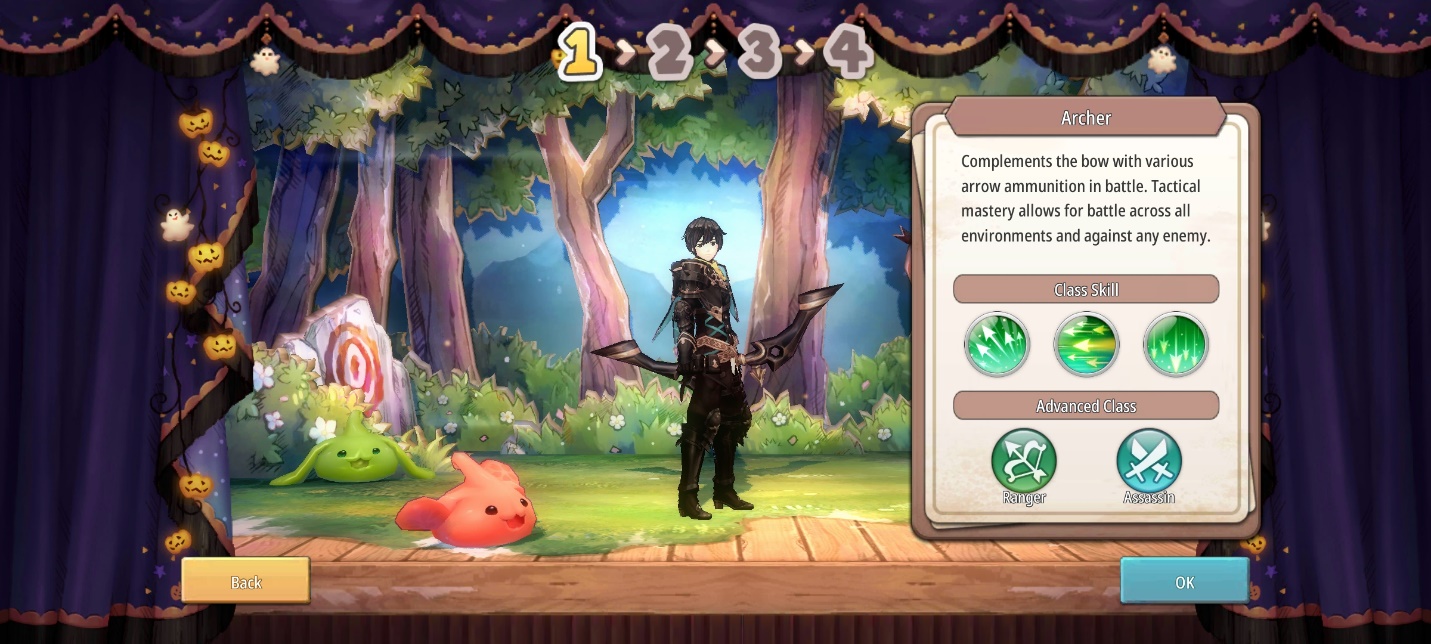 1 > 2 > 3 > 4
Archer
Complements the bow with various
arrow ammunition in battle. Tactical
mastery allows for battle across all
environments and against any enemy.
Class Skill
Advanced Class
Ranger
Assassin
Back
OK